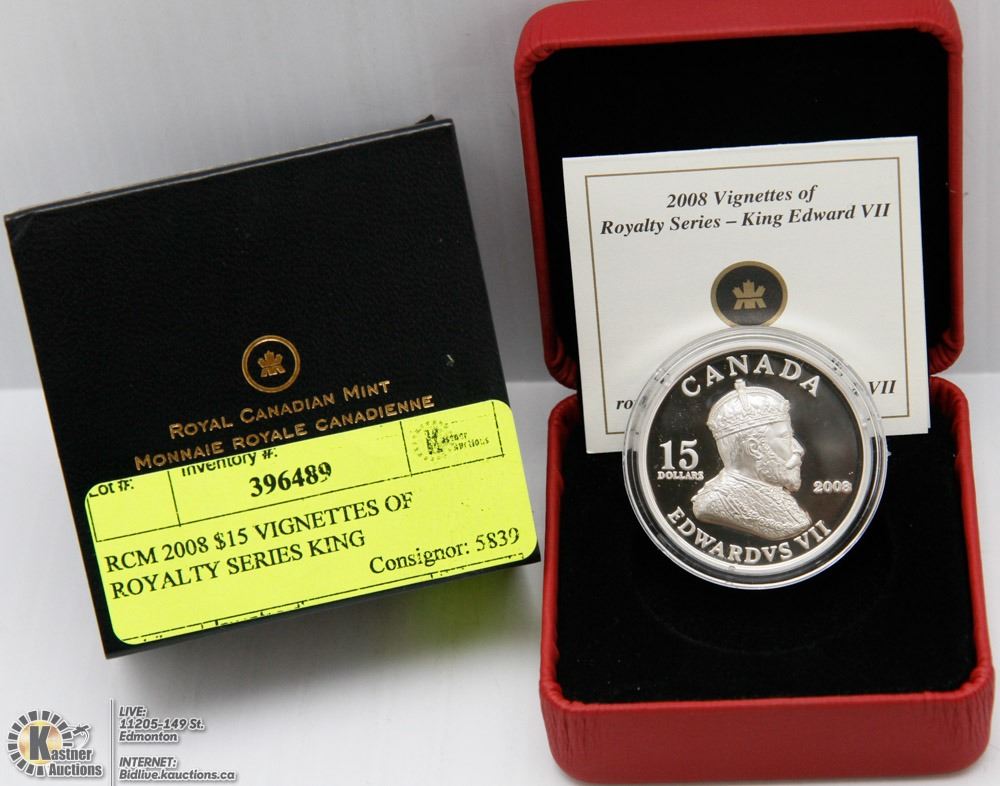 ROYAL CANADIAN MINT
MONNAIE ROYALE CANADIENNE
Lot #:
Inventory #:
396489
Kastner
Auctions
RCM 2008 $15 VIGNETTES OF
ROYALTY SERIES KING
Consignor: 5839
2008 Vignettes of
Royalty Series – King Edward VII
VII
CANADA
15
DOLLARS
2008
EDWARDVS VII
Kastner
Auctions
LIVE:
11205-149 St.
Edmonton
INTERNET:
Bidlive.kauctions.ca